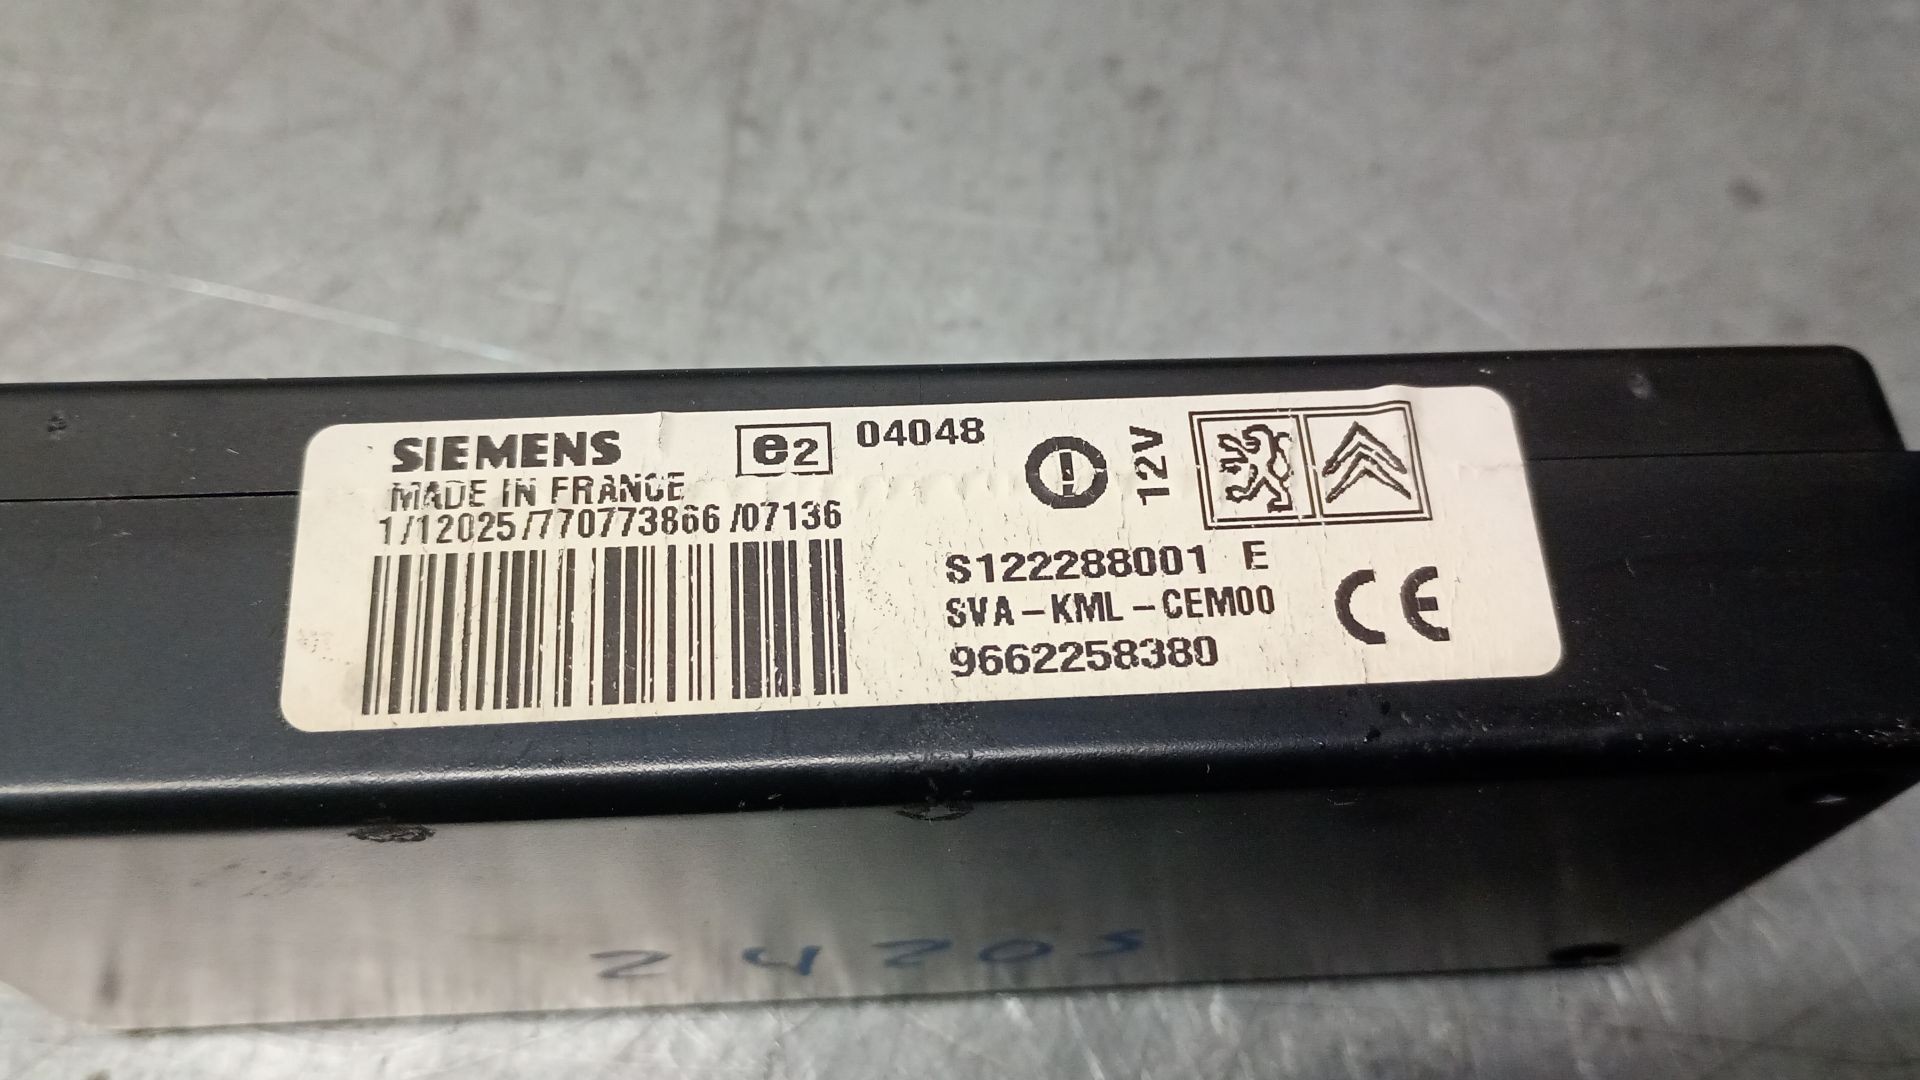 SIEMENS
MADE IN FRANCE
e2 04048
1/12025/770773866/07136
12V
S122288001 E
SVA-KML-CEM00
9662258380
CE
24205